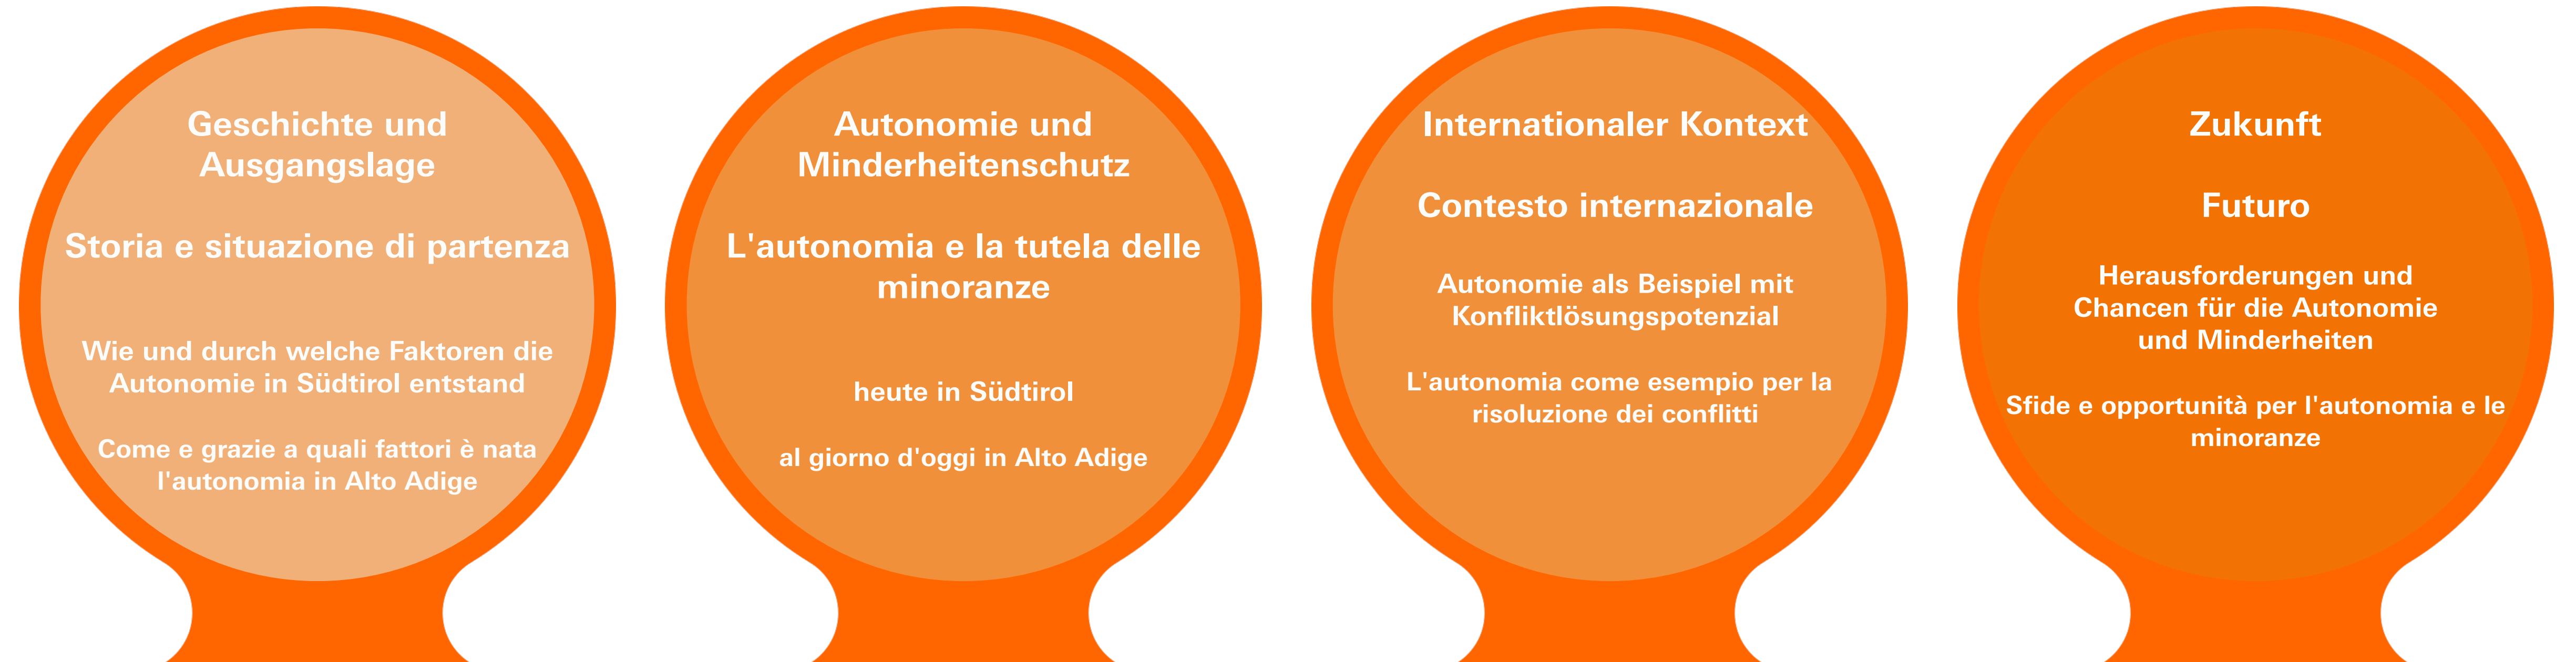 Geschichte und
Ausgangslage
Storia e situazione di partenza
Wie und durch welche Faktoren die
Autonomie in Südtirol entstand
Come e grazie a quali fattori è nata
l'autonomia in Alto Adige
Autonomie und
Minderheitenschutz
L'autonomia e la tutela delle
minoranze
heute in Südtirol
al giorno d'oggi in Alto Adige
Internationaler Kontext
Contesto internazionale
Autonomie als Beispiel mit
Konfliktlösungspotenzial
L'autonomia come esempio per la
risoluzione dei conflitti
Zukunft
Futuro
Herausforderungen und
Chancen für die Autonomie
und Minderheiten
Sfide e opportunità per l'autonomia e le
minoranze